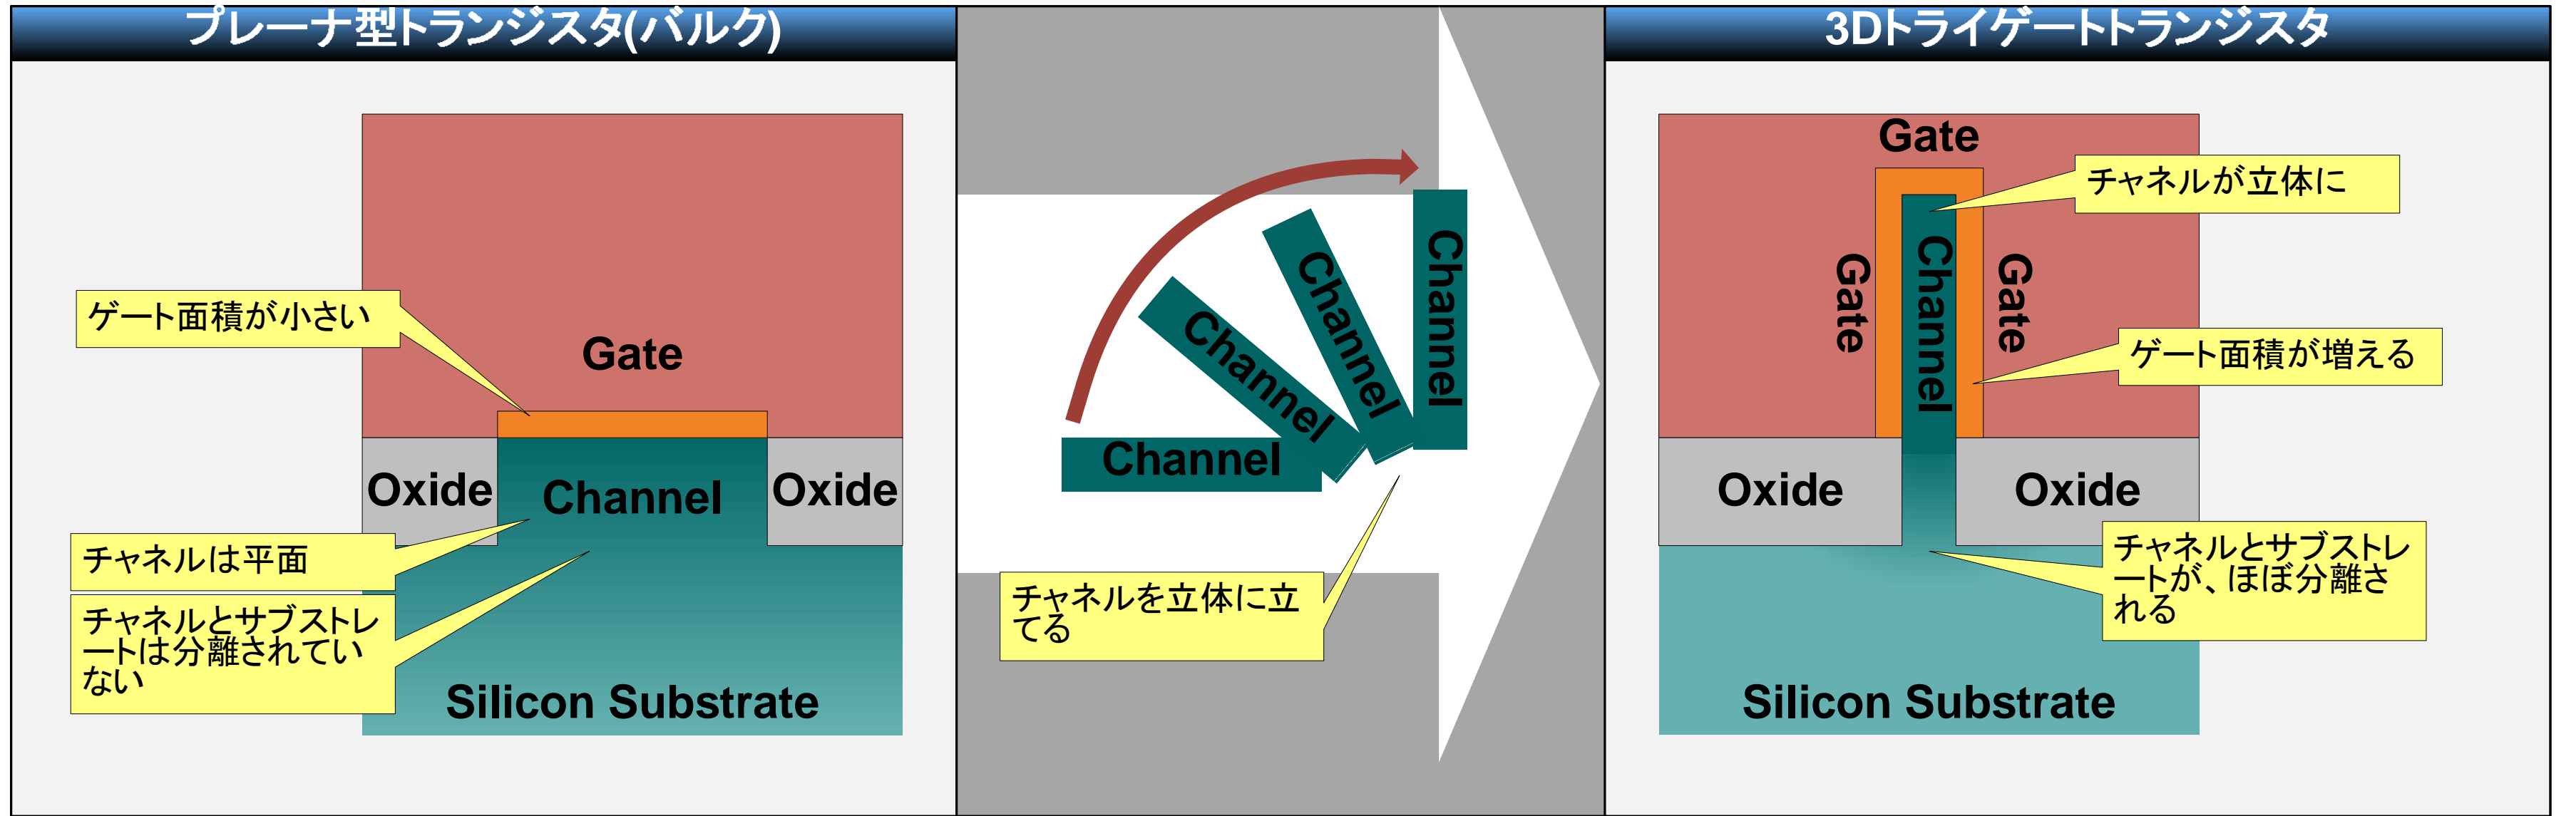 プレーナ型トランジスタ(バルク)
ゲート面積が小さい
Gate
Oxide
Channel
Oxide
チャネルは平面
チャネルとサブストレ
ートは分離されてい
ない
Silicon Substrate
Channel
Channel
Channel
Channel
チャネルを立体に立
てる
3Dトライゲートトランジスタ
Gate
チャネルが立体に
Gate
Channel
Gate
ゲート面積が増える
Oxide
Oxide
チャネルとサブストレ
ートが、ほぼ分離さ
れる
Silicon Substrate